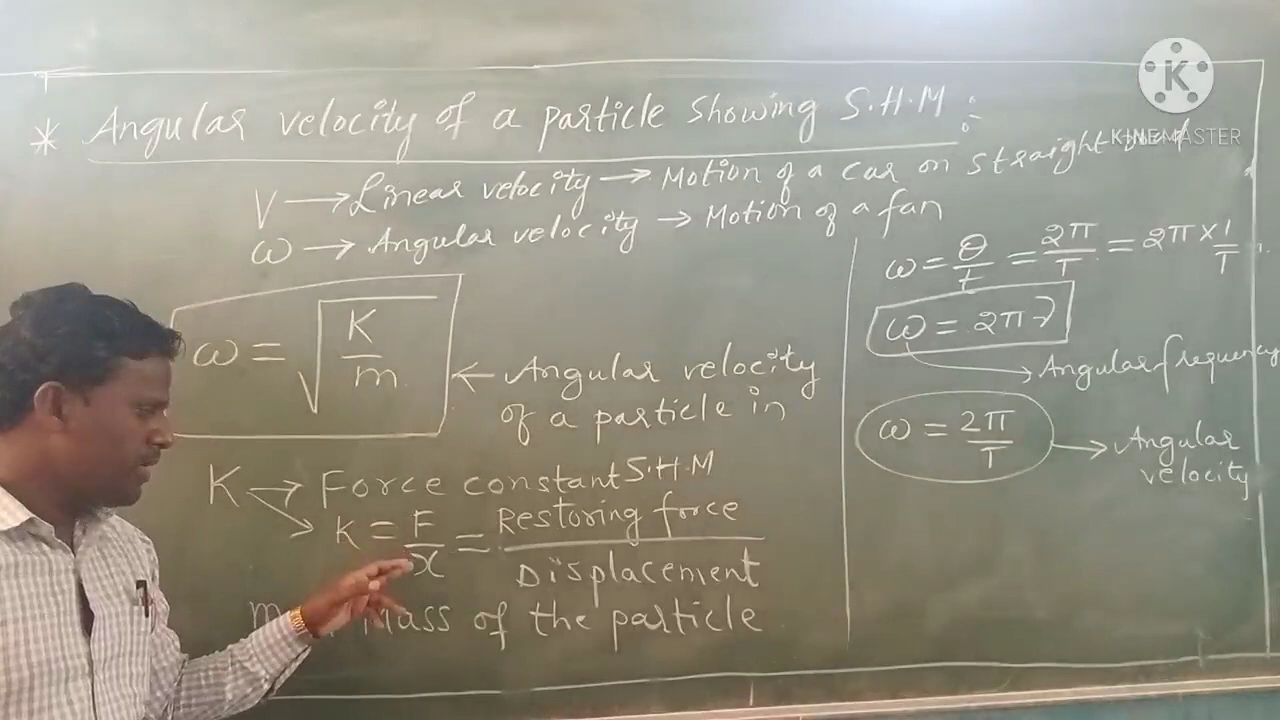 * Angular velocity of a particle showing S.H.M :-
V → Linear velocity → Motion of a car on straight road
ω → Angular velocity → Motion of a fan
ω = √(K/m) ← Angular velocity
of a particle in
S.H.M
K → Force constant
K = F/x = Restoring force / Displacement
m → Mass of the particle
ω = θ/t = 2π/T = 2π × 1/T
ω = 2πν
→ Angular frequency
ω = 2π/T → Angular
velocity
K
KINEMASTER